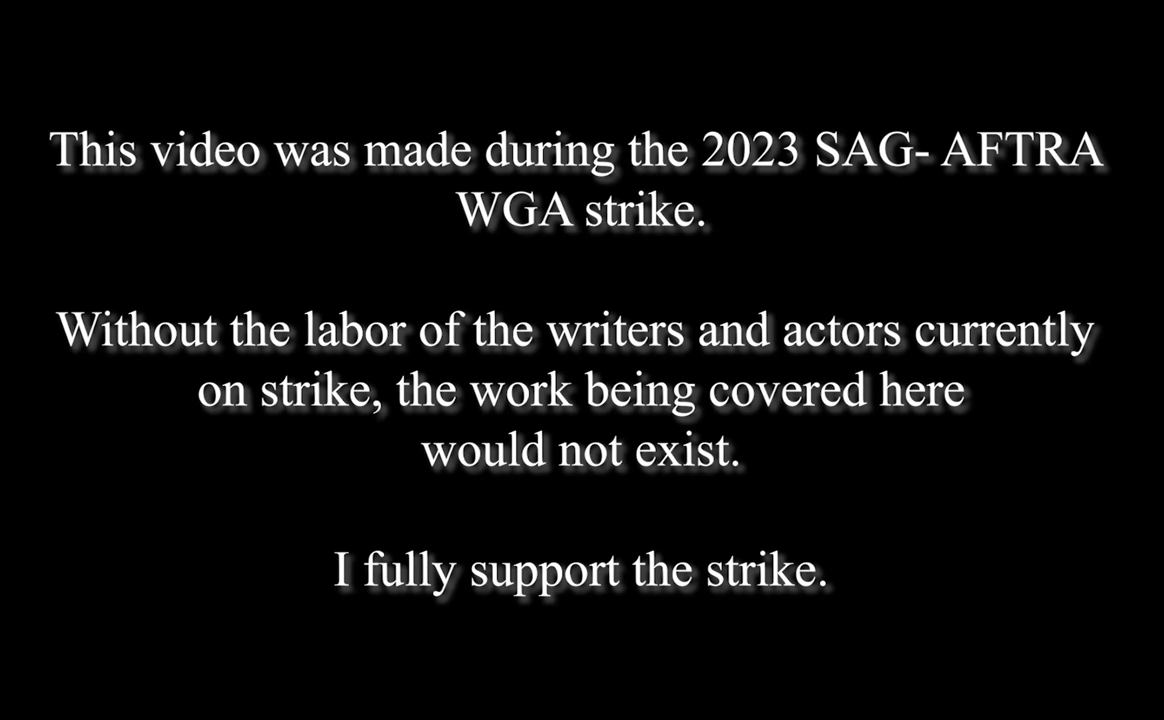 This video was made during the 2023 SAG- AFTRA
WGA strike.
Without the labor of the writers and actors currently
on strike, the work being covered here
would not exist.
I fully support the strike.